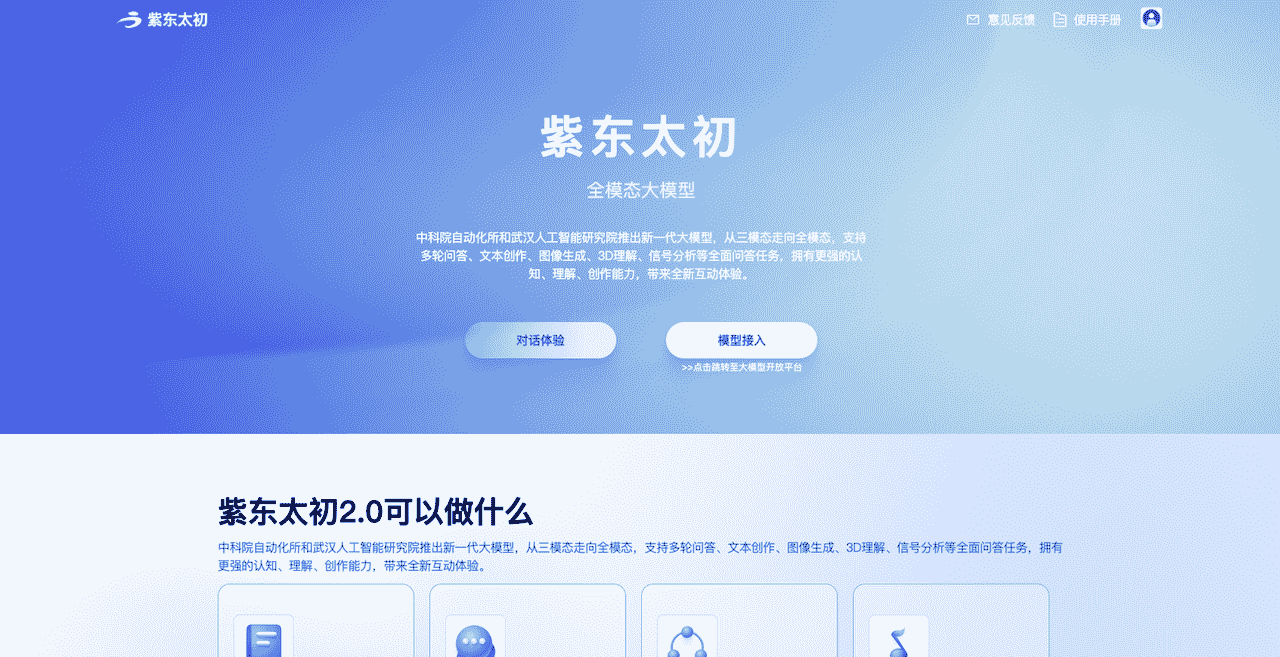 紫东太初
意见反馈
使用手册
紫东太初
全模态大模型
中科院自动化所和武汉人工智能研究院推出新一代大模型，从三模态走向全模态，支持
多轮问答、文本创作、图像生成、3D理解、信号分析等全面问答任务，拥有更强的认
知、理解、创作能力，带来全新互动体验。
对话体验
模型接入
>>点击跳转至大模型开放平台
紫东太初2.0可以做什么
中科院自动化所和武汉人工智能研究院推出新一代大模型，从三模态走向全模态，支持多轮问答、文本创作、图像生成、3D理解、信号分析等全面问答任务，拥有
更强的认知、理解、创作能力，带来全新互动体验。